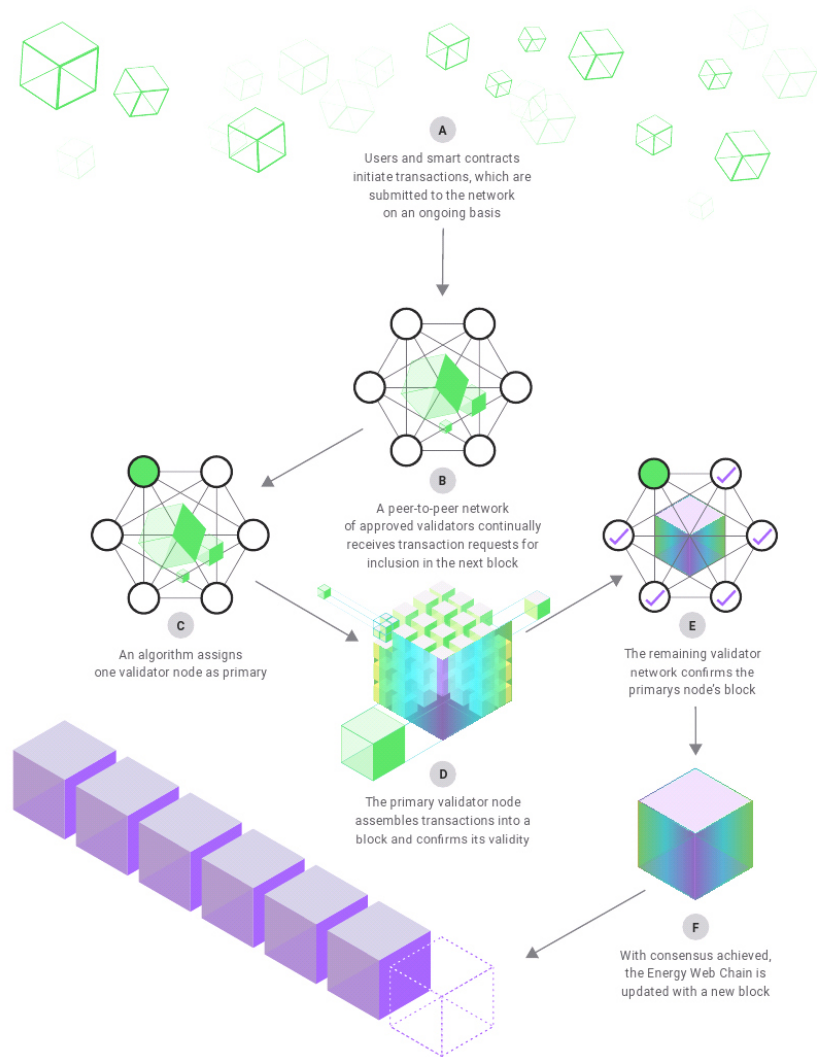 A
Users and smart contracts
initiate transactions, which are
submitted to the network
on an ongoing basis
B
A peer-to-peer network
of approved validators continually
receives transaction requests for
inclusion in the next block
C
An algorithm assigns
one validator node as primary
D
The primary validator node
assembles transactions into a
block and confirms its validity
E
The remaining validator
network confirms the
primarys node's block
F
With consensus achieved,
the Energy Web Chain is
updated with a new block